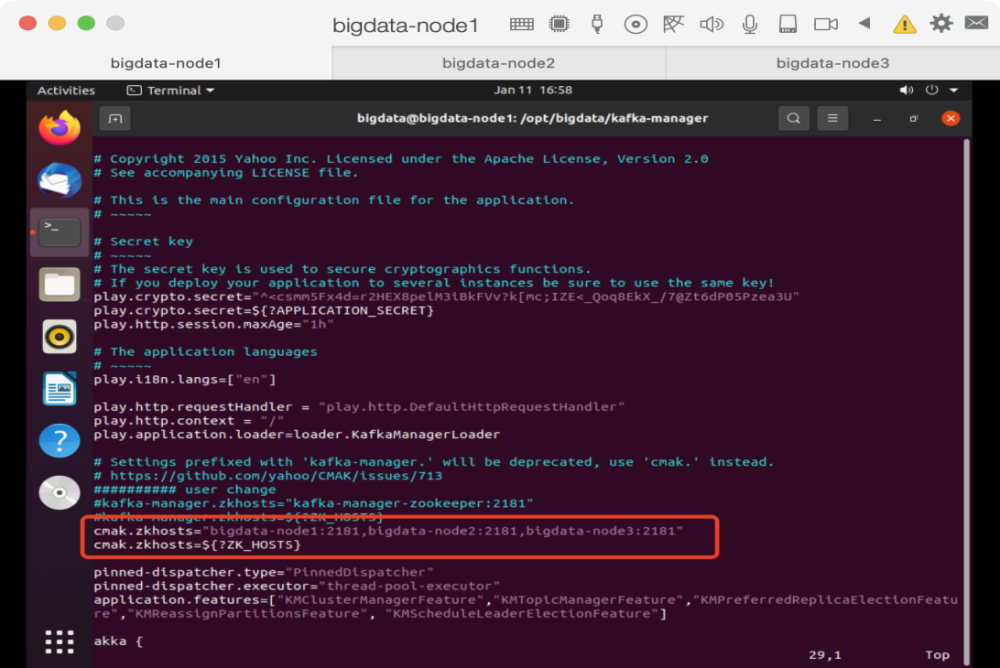 bigdata-node1
bigdata-node1
bigdata-node2
bigdata-node3
Activities
Terminal
Jan 11 16:58
bigdata@bigdata-node1: /opt/bigdata/kafka-manager
# Copyright 2015 Yahoo Inc. Licensed under the Apache License, Version 2.0
# See accompanying LICENSE file.
# This is the main configuration file for the application.
# ~~~~~
# Secret key
# ~~~~~
# The secret key is used to secure cryptographics functions.
# If you deploy your application to several instances be sure to use the same key!
play.crypto.secret="^<csmm5Fx4d=r2HEX8pelM3iBkFVv?k[mc;IZE<_Qoq8EkX_/7@Zt6dP05Pzea3U"
play.crypto.secret=${?APPLICATION_SECRET}
play.http.session.maxAge="1h"
# The application languages
# ~~~~~
play.i18n.langs=["en"]
play.http.requestHandler = "play.http.DefaultHttpRequestHandler"
play.http.context = "/"
play.application.loader=loader.KafkaManagerLoader
# Settings prefixed with 'kafka-manager.' will be deprecated, use 'cmak.' instead.
# https://github.com/yahoo/CMAK/issues/713
########## user change
#kafka-manager.zkhosts="kafka-manager-zookeeper:2181"
#kafka-manager.zkhosts=${?ZK_HOSTS}
cmak.zkhosts="bigdata-node1:2181,bigdata-node2:2181,bigdata-node3:2181"
cmak.zkhosts=${?ZK_HOSTS}
pinned-dispatcher.type="PinnedDispatcher"
pinned-dispatcher.executor="thread-pool-executor"
application.features=["KMClusterManagerFeature","KMTopicManagerFeature","KMPreferredReplicaElectionFeatu
re","KMReassignPartitionsFeature", "KMScheduleLeaderElectionFeature"]
akka {
29,1 Top